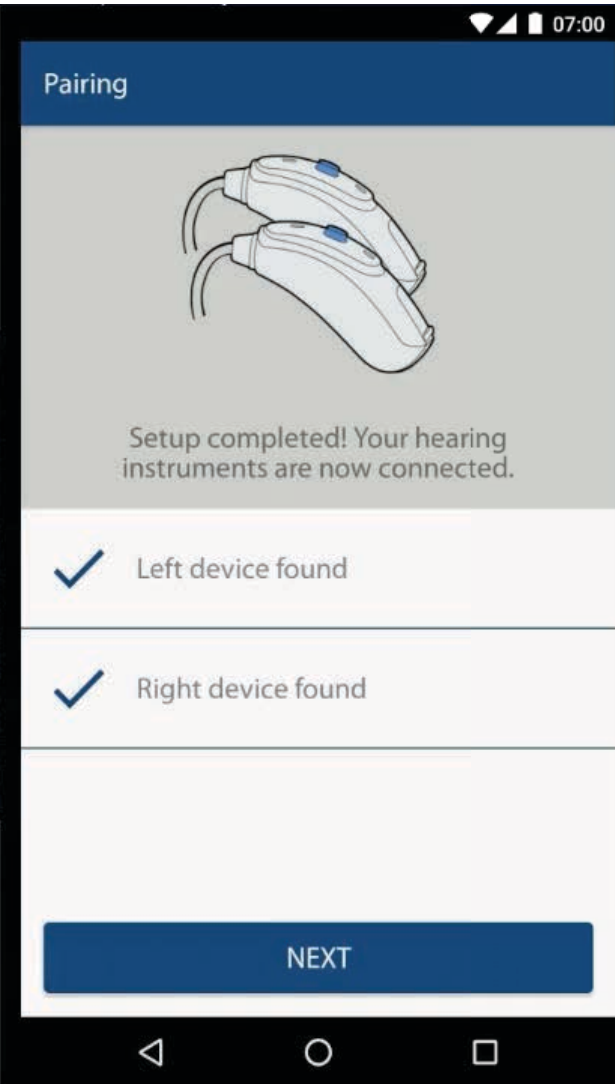 07:00
Pairing
Setup completed! Your hearing
instruments are now connected.
Left device found
Right device found
NEXT